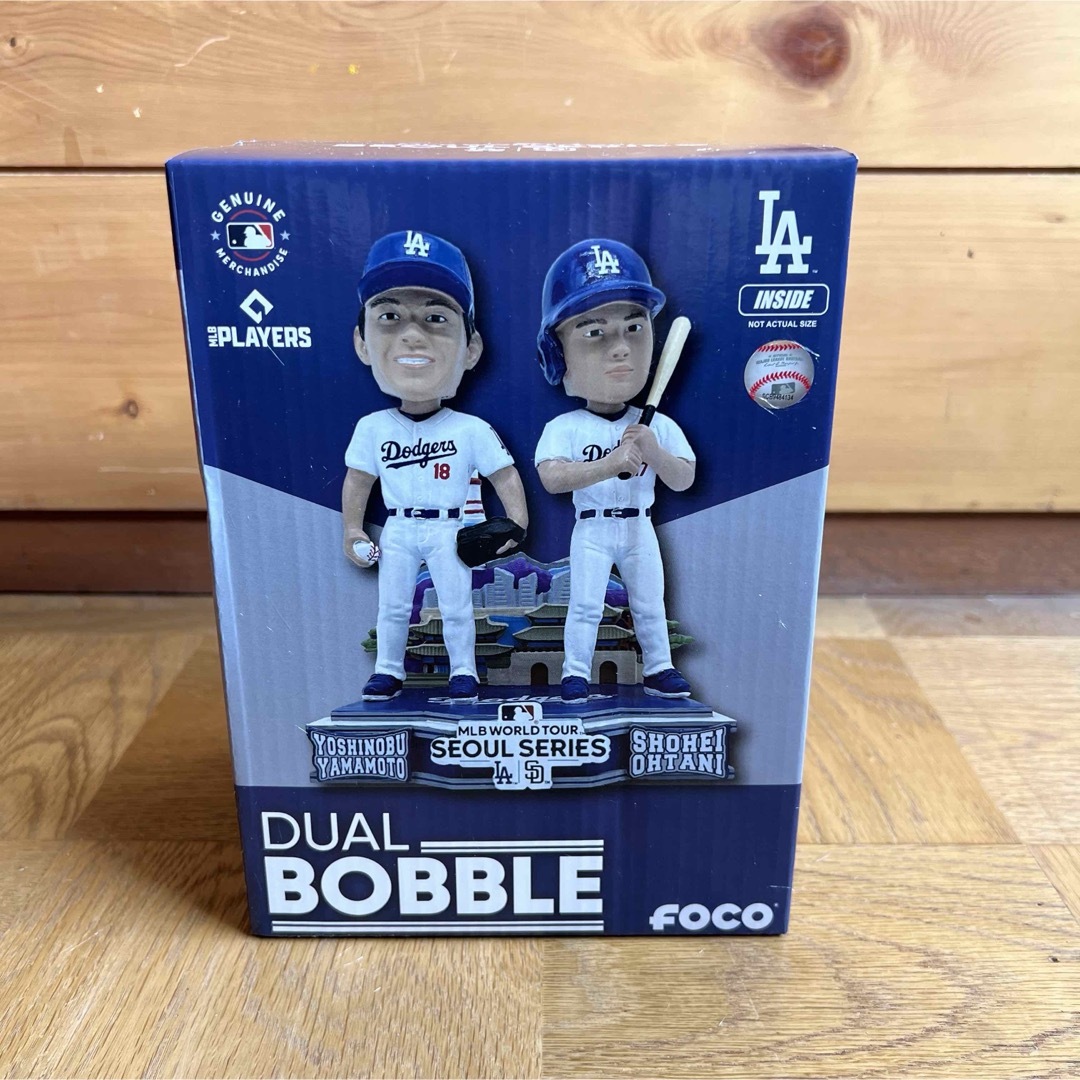 GENUINE
MERCHANDISE
MLB PLAYERS
LA
INSIDE
NOT ACTUAL SIZE
LA
LA
Dodgers
18
MLB WORLD TOUR
SEOUL SERIES
LA SD
YOSHINOBU
YAMAMOTO
SHOHEI
OHTANI
DUAL
BOBBLE
FOCO